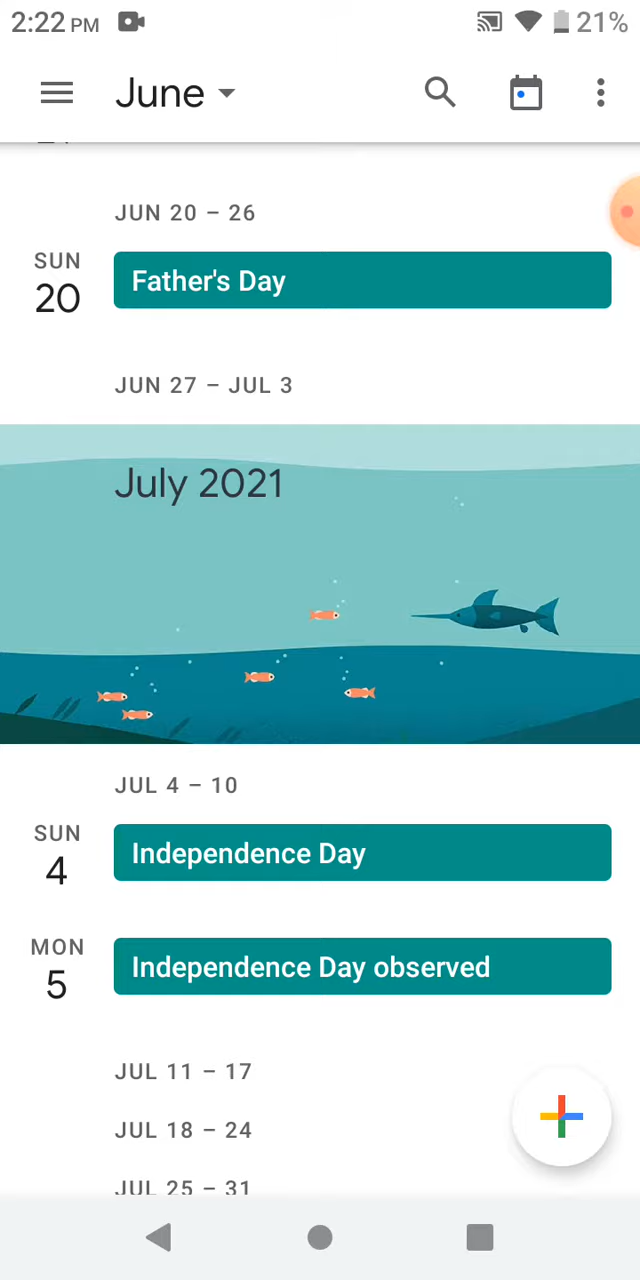 2:22 PM 21%
June
JUN 20 – 26
SUN
20
Father's Day
JUN 27 – JUL 3
July 2021
JUL 4 – 10
SUN
4
Independence Day
MON
5
Independence Day observed
JUL 11 – 17
JUL 18 – 24
JUL 25 – 31